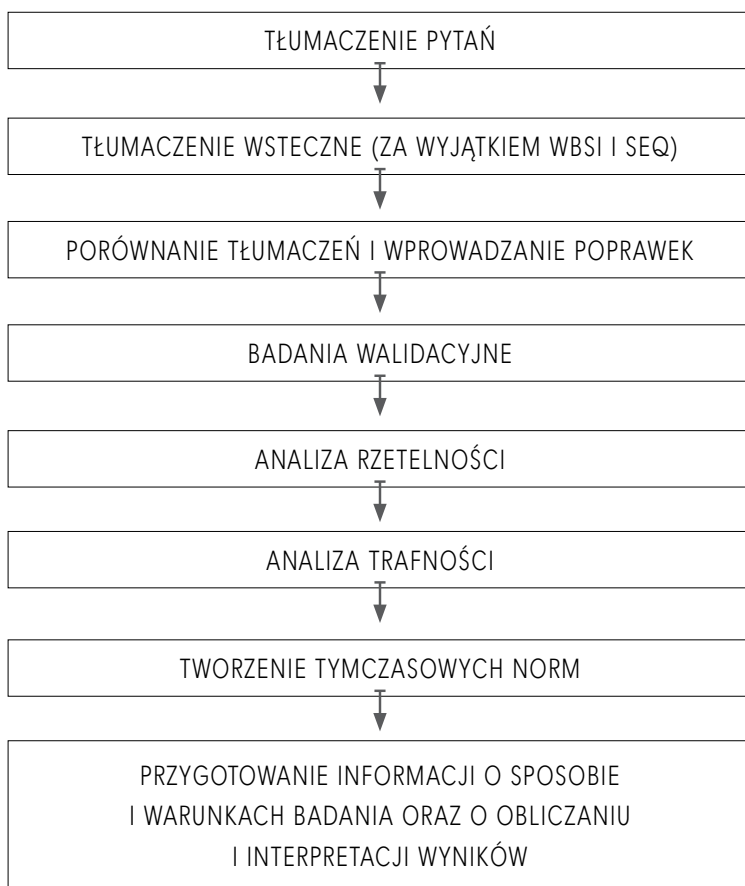 TŁUMACZENIE PYTAŃ
TŁUMACZENIE WSTECZNE (ZA WYJĄTKIEM WBSI I SEQ)
PORÓWNANIE TŁUMACZEŃ I WPROWADZANIE POPRAWEK
BADANIA WALIDACYJNE
ANALIZA RZETELNOŚCI
ANALIZA TRAFNOŚCI
TWORZENIE TYMCZASOWYCH NORM
PRZYGOTOWANIE INFORMACJI O SPOSOBIE
I WARUNKACH BADANIA ORAZ O OBLICZANIU
I INTERPRETACJI WYNIKÓW